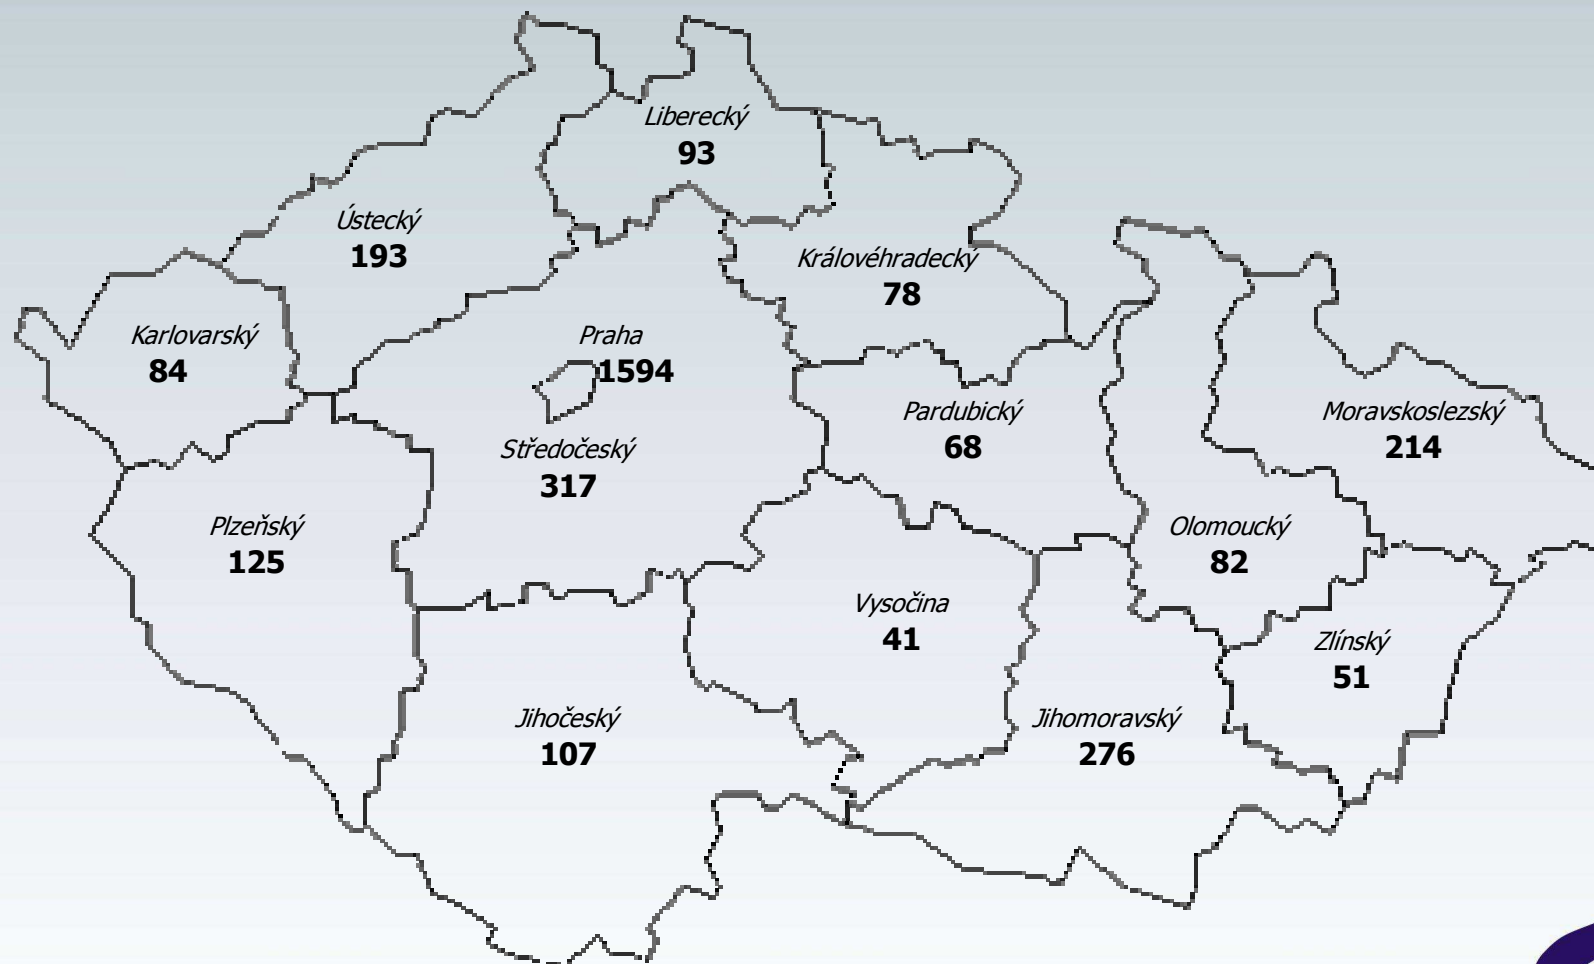 Liberecký
93
Ústecký
193
Královéhradecký
78
Karlovarský
84
Praha
1594
Pardubický
68
Moravskoslezský
214
Středočeský
317
Plzeňský
125
Olomoucký
82
Vysočina
41
Zlínský
51
Jihočeský
107
Jihomoravský
276